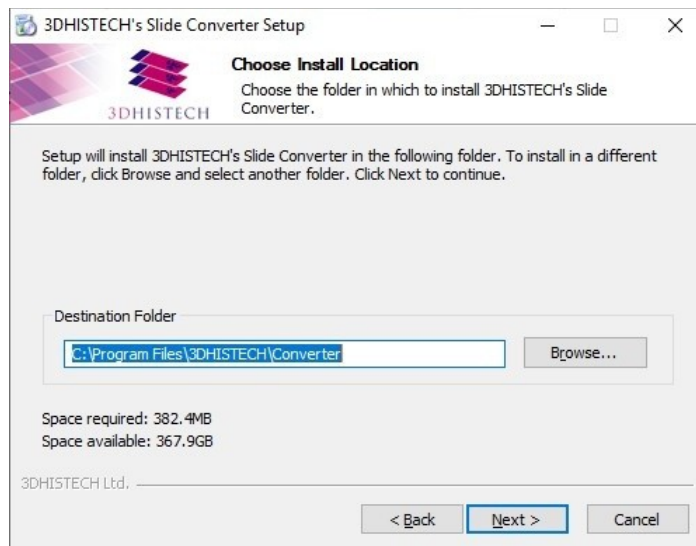 3DHISTECH's Slide Converter Setup
3DHISTECH
Choose Install Location
Choose the folder in which to install 3DHISTECH's Slide
Converter.
Setup will install 3DHISTECH's Slide Converter in the following folder. To install in a different
folder, click Browse and select another folder. Click Next to continue.
Destination Folder
C:\Program Files\3DHISTECH\Converter
Browse...
Space required: 382.4MB
Space available: 367.9GB
3DHISTECH Ltd.
< Back
Next >
Cancel